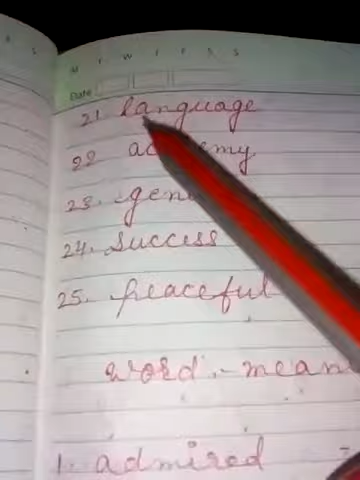 M T W T F S S
Date
21 language
22
23.
24. success
25. peaceful
word :- mean
1. admired =